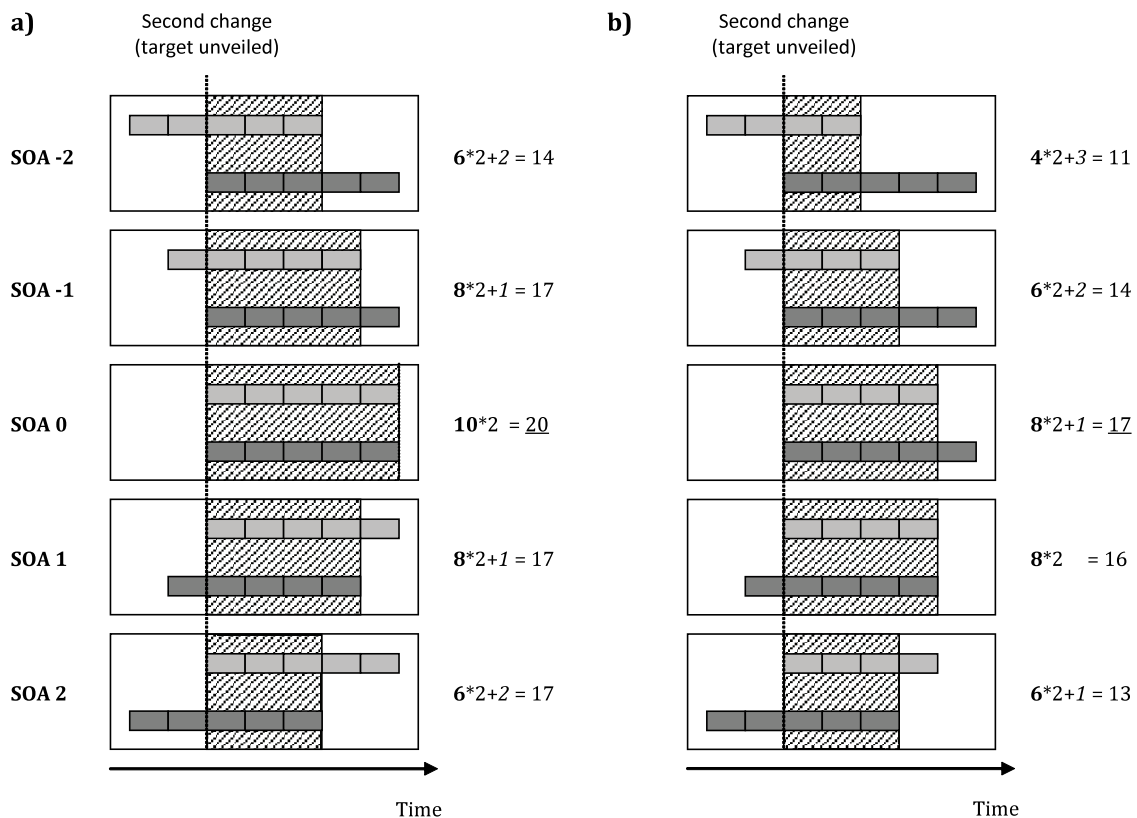 a)
Second change
(target unveiled)
SOA -2
6*2+2 = 14
SOA -1
8*2+1 = 17
SOA 0
10*2 = 20
SOA 1
8*2+1 = 17
SOA 2
6*2+2 = 17
Time
b)
Second change
(target unveiled)
4*2+3 = 11
6*2+2 = 14
8*2+1 = 17
8*2 = 16
6*2+1 = 13
Time